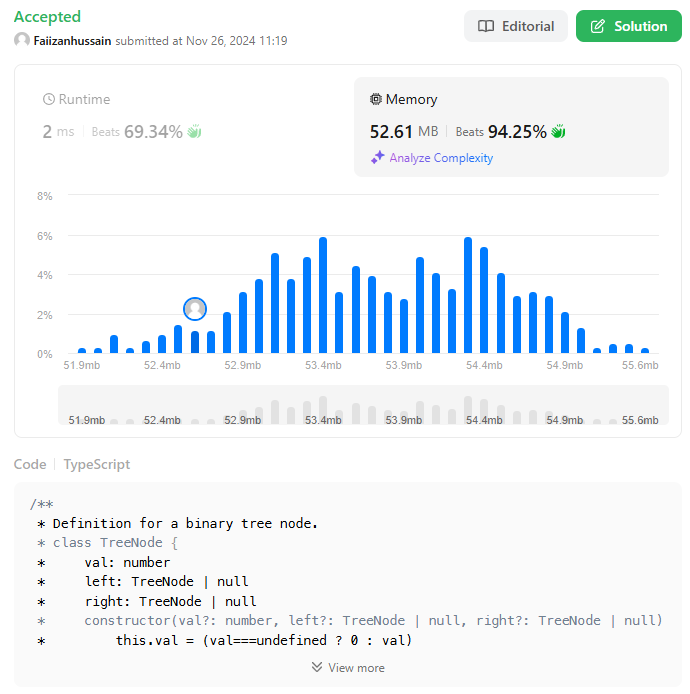 Accepted
Faiizanhussain submitted at Nov 26, 2024 11:19
Editorial
Solution
Runtime
2 ms Beats 69.34%
Memory
52.61 MB Beats 94.25%
Analyze Complexity
8%
6%
4%
2%
0%
51.9mb 52.4mb 52.9mb 53.4mb 53.9mb 54.4mb 54.9mb 55.6mb
51.9mb 52.4mb 52.9mb 53.4mb 53.9mb 54.4mb 54.9mb 55.6mb
Code TypeScript
/**
* Definition for a binary tree node.
* class TreeNode {
*     val: number
*     left: TreeNode | null
*     right: TreeNode | null
*     constructor(val?: number, left?: TreeNode | null, right?: TreeNode | null)
*         this.val = (val===undefined ? 0 : val)
View more